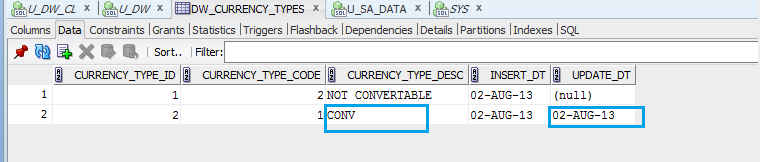 U_DW_CL U_DW DW_CURRENCY_TYPES U_SA_DATA SYS
Columns Data Constraints Grants Statistics Triggers Flashback Dependencies Details Partitions Indexes SQL
Sort.. Filter:
CURRENCY_TYPE_ID CURRENCY_TYPE_CODE CURRENCY_TYPE_DESC INSERT_DT UPDATE_DT
1 1 2 NOT CONVERTABLE 02-AUG-13 (null)
2 2 1 CONV 02-AUG-13 02-AUG-13